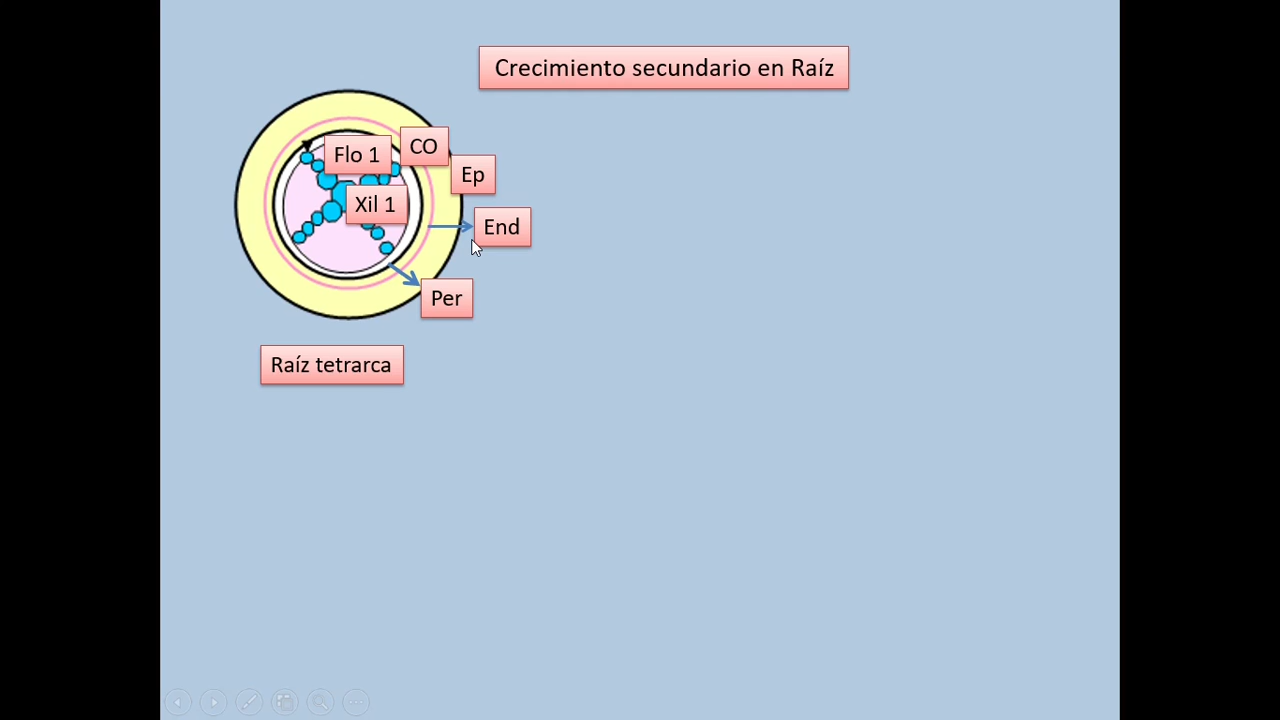 Crecimiento secundario en Raíz
Flo 1
CO
Ep
Xil 1
End
Per
Raíz tetrarca